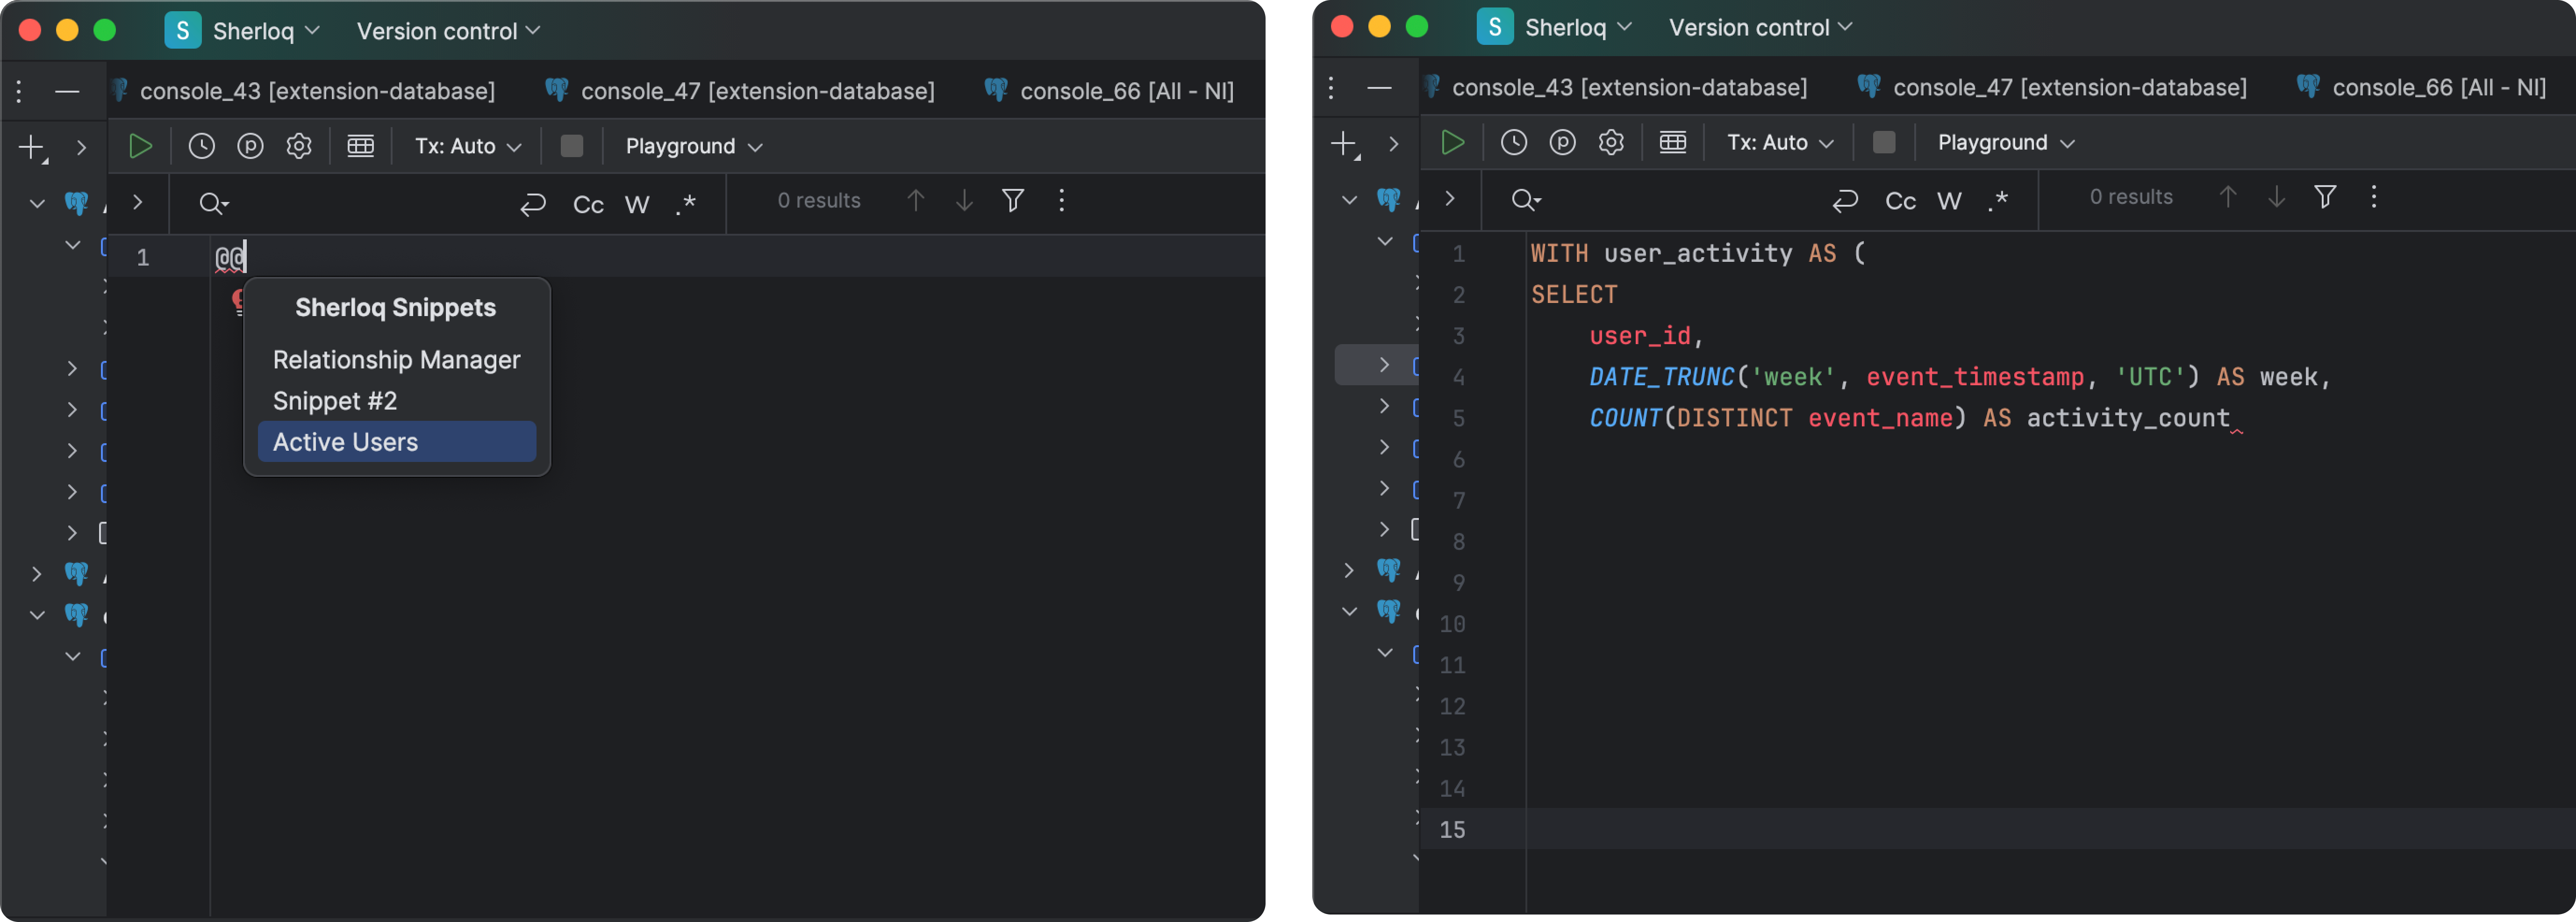 S Sherloq Version control
console_43 [extension-database] console_47 [extension-database] console_66 [All - NI]
Tx: Auto Playground
Cc W .* 0 results
1 @@
Sherloq Snippets
Relationship Manager
Snippet #2
Active Users
S Sherloq Version control
console_43 [extension-database] console_47 [extension-database] console_66 [All - NI]
Tx: Auto Playground
Cc W .* 0 results
1 WITH user_activity AS (
2 SELECT
3 user_id,
4 DATE_TRUNC('week', event_timestamp, 'UTC') AS week,
5 COUNT(DISTINCT event_name) AS activity_count
6
7
8
9
10
11
12
13
14
15